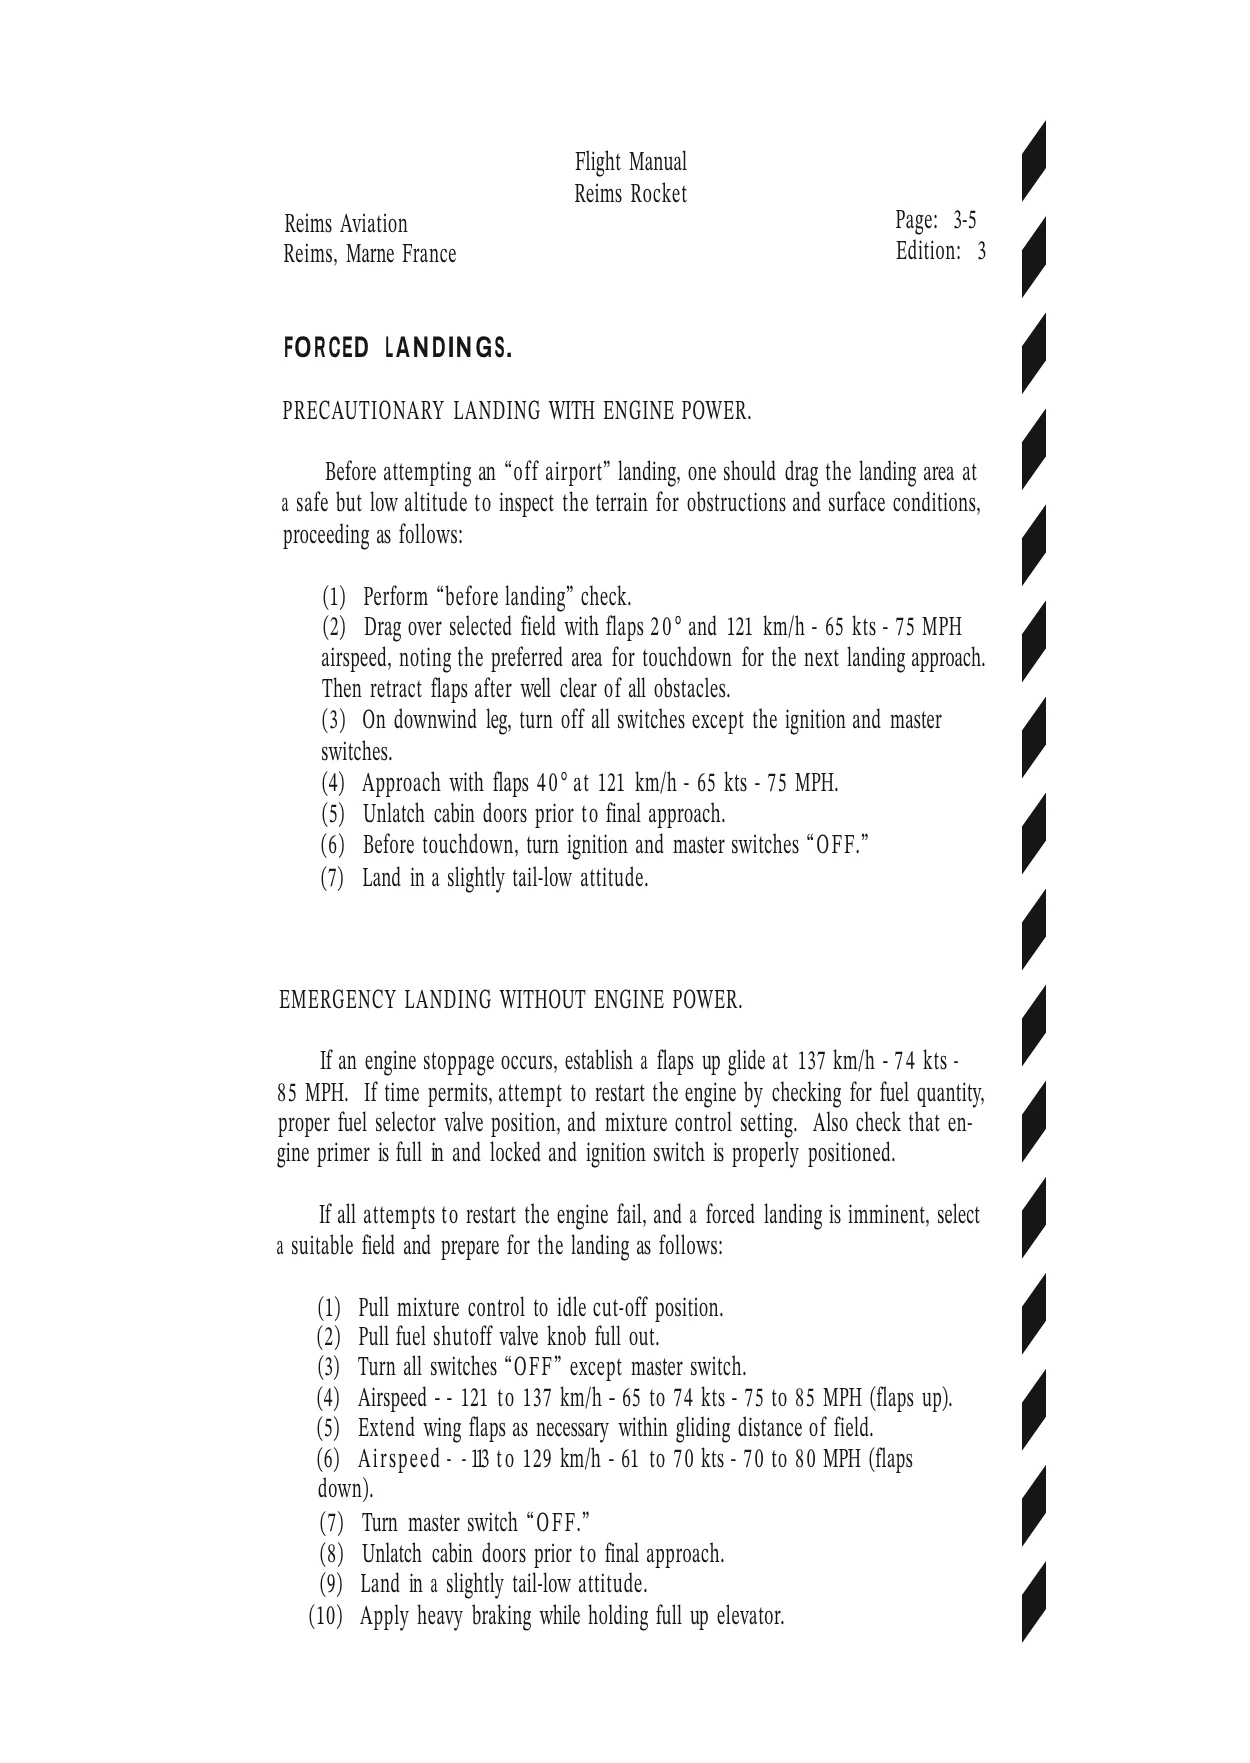 Flight Manual
Reims Rocket
Reims Aviation
Reims, Marne France
Page: 3-5
Edition: 3
FORCED LANDINGS.
PRECAUTIONARY LANDING WITH ENGINE POWER.
Before attempting an “off airport” landing, one should drag the landing area at
a safe but low altitude to inspect the terrain for obstructions and surface conditions,
proceeding as follows:
(1) Perform “before landing” check.
(2) Drag over selected field with flaps 20° and 121 km/h - 65 kts - 75 MPH
airspeed, noting the preferred area for touchdown for the next landing approach.
Then retract flaps after well clear of all obstacles.
(3) On downwind leg, turn off all switches except the ignition and master
switches.
(4) Approach with flaps 40° at 121 km/h - 65 kts - 75 MPH.
(5) Unlatch cabin doors prior to final approach.
(6) Before touchdown, turn ignition and master switches “OFF.”
(7) Land in a slightly tail-low attitude.
EMERGENCY LANDING WITHOUT ENGINE POWER.
If an engine stoppage occurs, establish a flaps up glide at 137 km/h - 74 kts -
85 MPH. If time permits, attempt to restart the engine by checking for fuel quantity,
proper fuel selector valve position, and mixture control setting. Also check that en-
gine primer is full in and locked and ignition switch is properly positioned.
If all attempts to restart the engine fail, and a forced landing is imminent, select
a suitable field and prepare for the landing as follows:
(1) Pull mixture control to idle cut-off position.
(2) Pull fuel shutoff valve knob full out.
(3) Turn all switches “OFF” except master switch.
(4) Airspeed - - 121 to 137 km/h - 65 to 74 kts - 75 to 85 MPH (flaps up).
(5) Extend wing flaps as necessary within gliding distance of field.
(6) Airspeed - - 113 to 129 km/h - 61 to 70 kts - 70 to 80 MPH (flaps
down).
(7) Turn master switch “OFF.”
(8) Unlatch cabin doors prior to final approach.
(9) Land in a slightly tail-low attitude.
(10) Apply heavy braking while holding full up elevator.